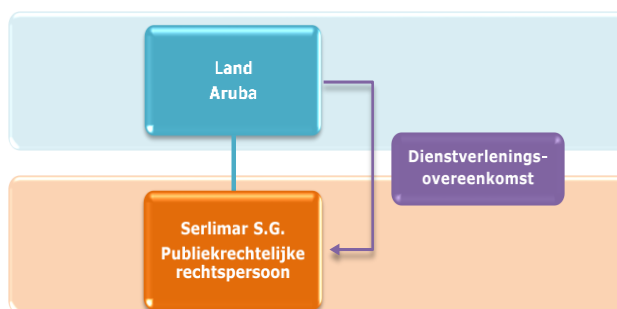 Land
Aruba
Dienstverlenings-
overeenkomst
Serlimar S.G.
Publiekrechtelijke
rechtspersoon